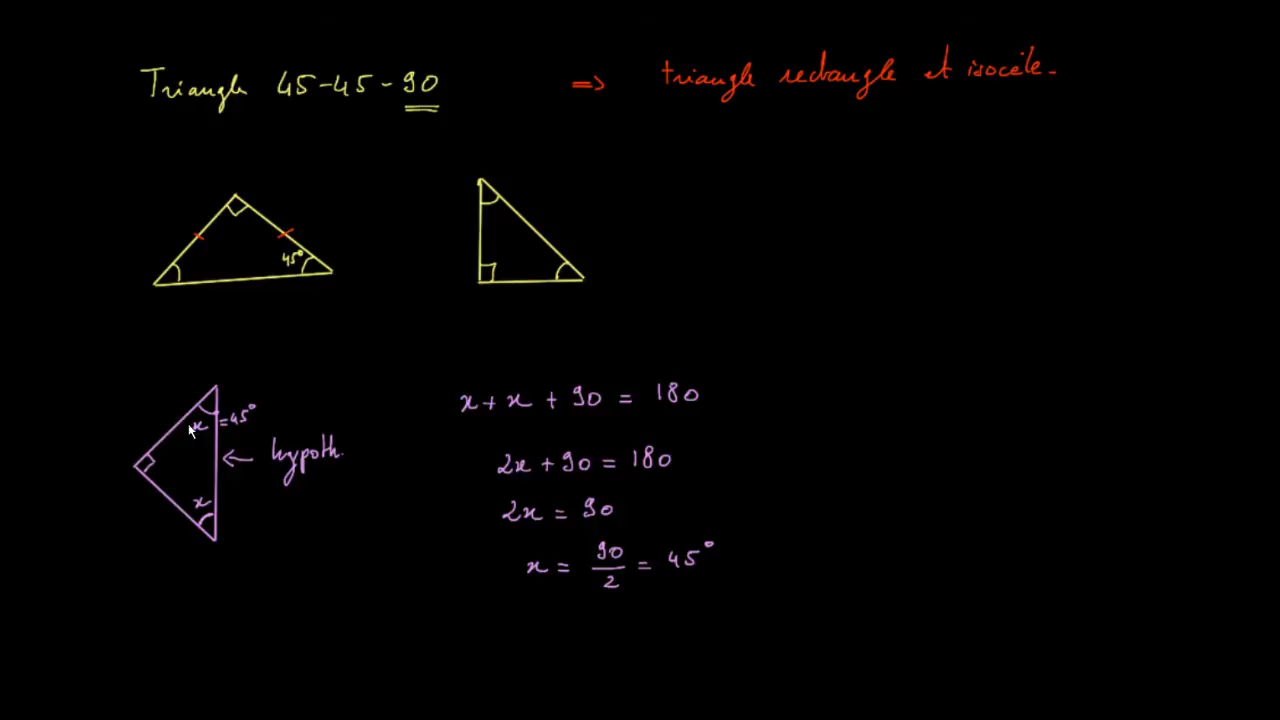 Triangle 45-45-90 => triangle rectangle et isocèle.
45°
x + x + 90 = 180
x = 45°
hypoth.
2x + 90 = 180
x
2x = 90
x = 90/2 = 45°